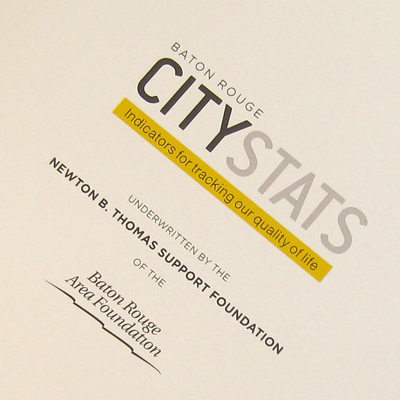 BATON ROUGE
CITYSTATS
Indicators for tracking our quality of life
UNDERWRITTEN BY THE
NEWTON B. THOMAS SUPPORT FOUNDATION
OF THE
Baton Rouge
Area Foundation